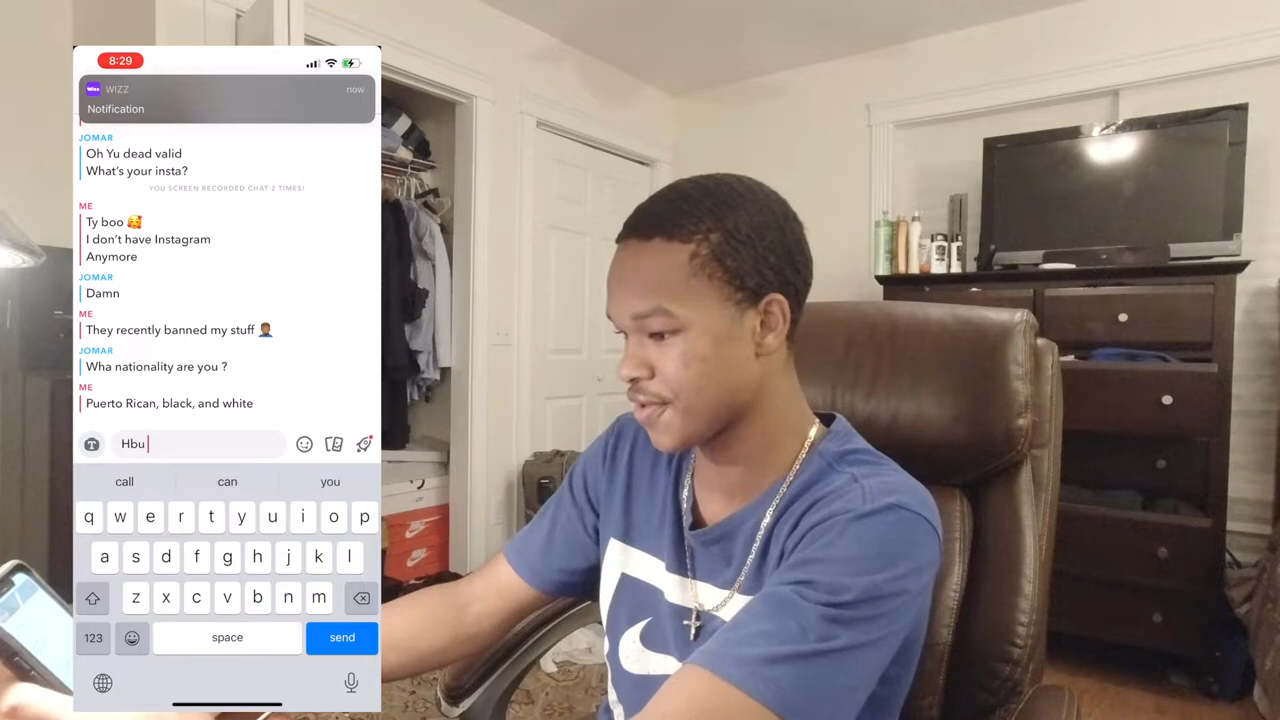 8:29
Wizz
WIZZ
now
Notification
JOMAR
Oh Yu dead valid
What's your insta?
YOU SCREEN RECORDED CHAT 2 TIMES!
ME
Ty boo 🥰
I don't have Instagram
Anymore
JOMAR
Damn
ME
They recently banned my stuff 🤦🏾‍♂️
JOMAR
Wha nationality are you ?
ME
Puerto Rican, black, and white
T
Hbu
call can you
q w e r t y u i o p
a s d f g h j k l
z x c v b n m
123 space send